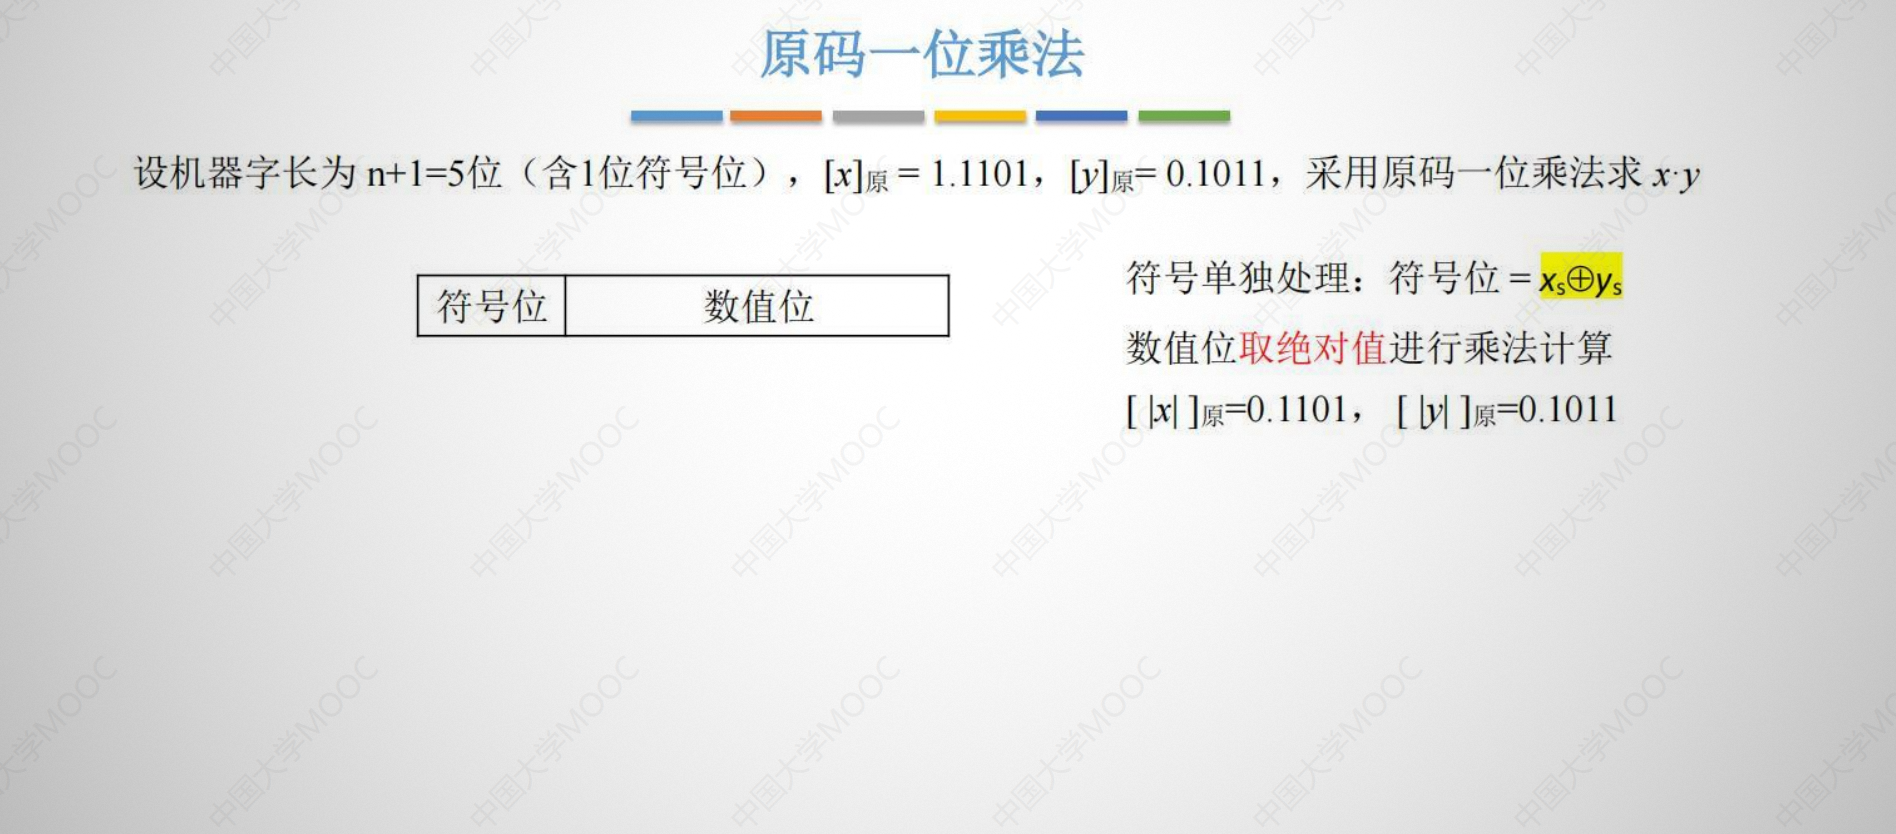 原码一位乘法
设机器字长为 n+1=5位（含1位符号位），[x]原 = 1.1101，[y]原= 0.1011，采用原码一位乘法求 x·y
符号位 数值位
符号单独处理：符号位 = xs⊕ys
数值位取绝对值进行乘法计算
[ |x| ]原=0.1101， [ |y| ]原=0.1011
中国大学MOOC